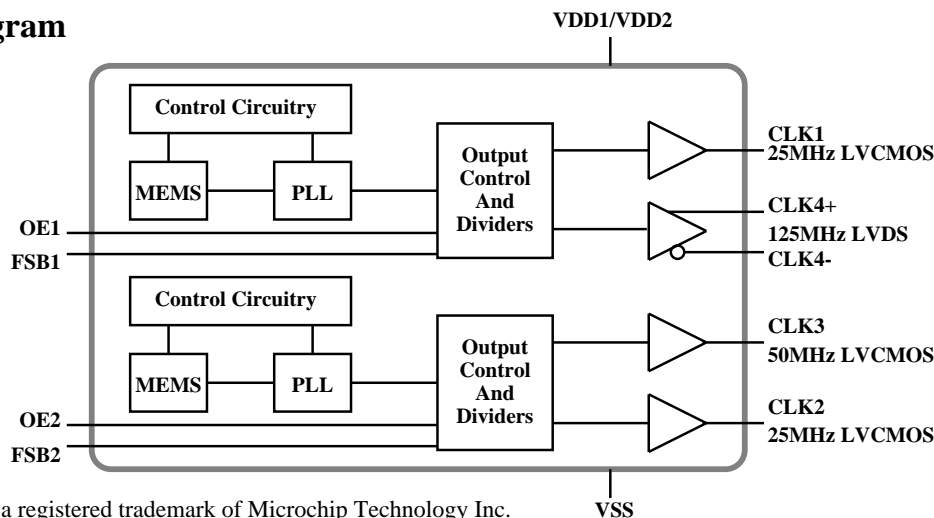 gram
VDD1/VDD2
Control Circuitry
MEMS
PLL
Output
Control
And
Dividers
OE1
FSB1
CLK1
25MHz LVCMOS
CLK4+
125MHz LVDS
CLK4-
Control Circuitry
MEMS
PLL
Output
Control
And
Dividers
OE2
FSB2
CLK3
50MHz LVCMOS
CLK2
25MHz LVCMOS
a registered trademark of Microchip Technology Inc.
VSS